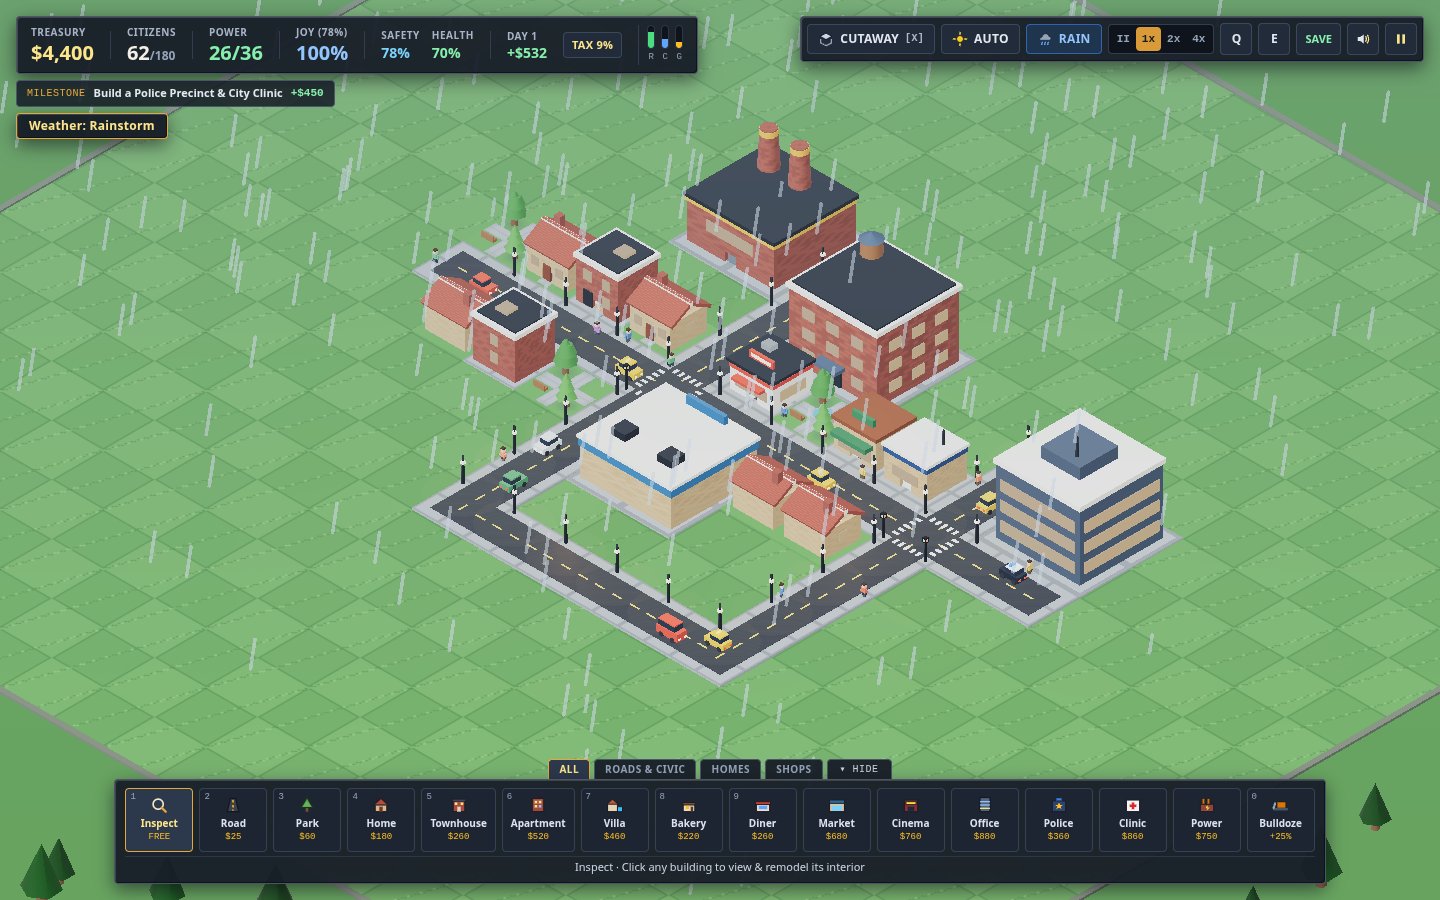 TREASURY
$4,400
CITIZENS
62/180
POWER
26/36
JOY (78%)
100%
SAFETY
78%
HEALTH
70%
DAY 1
+$532
TAX 9%
R C G
CUTAWAY [X]
AUTO
RAIN
II 1x 2x 4x
Q
E
SAVE
MILESTONE Build a Police Precinct & City Clinic +$450
Weather: Rainstorm
ALL
ROADS & CIVIC
HOMES
SHOPS
▾ HIDE
1
Inspect
FREE
2
Road
$25
3
Park
$60
4
Home
$180
5
Townhouse
$260
6
Apartment
$520
7
Villa
$460
8
Bakery
$220
9
Diner
$260
Market
$680
Cinema
$760
Office
$880
Police
$360
Clinic
$860
Power
$750
0
Bulldoze
+25%
Inspect · Click any building to view & remodel its interior